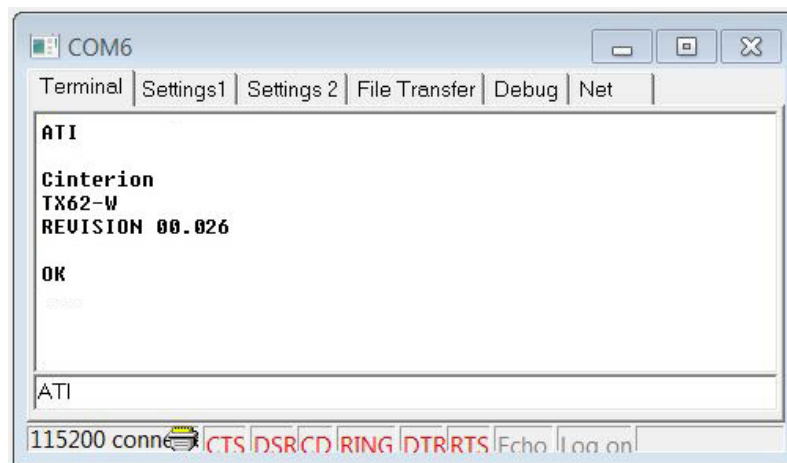 COM6
Terminal Settings1 Settings 2 File Transfer Debug Net
ATI
Cinterion
TX62-W
REVISION 00.026
OK
ATI
115200 conne CTS DSR CD RING DTR RTS Echo Log on